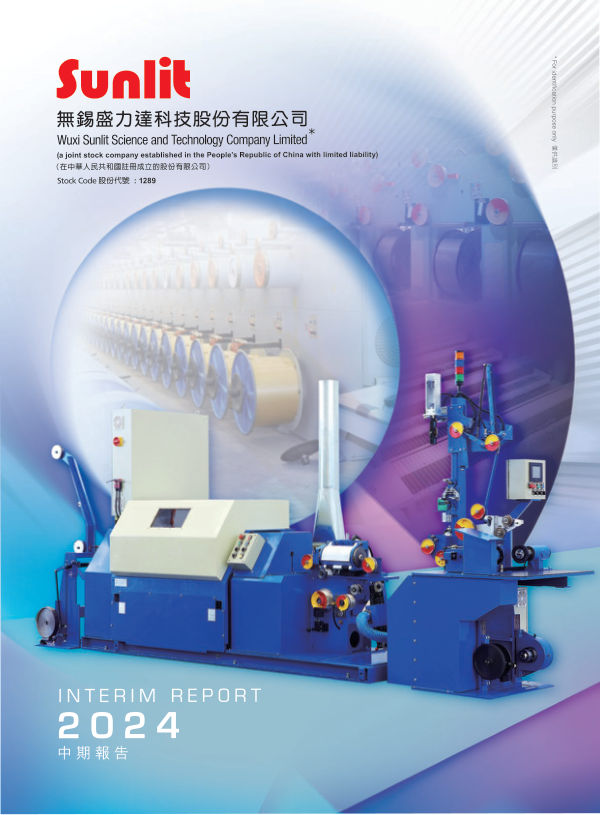 Sunlit
無錫盛力達科技股份有限公司
Wuxi Sunlit Science and Technology Company Limited*
(a joint stock company established in the People's Republic of China with limited liability)
(在中華人民共和國註冊成立的股份有限公司)
Stock Code 股份代號 : 1289
* For identification purpose only 僅供識別
INTERIM REPORT
2024
中期報告